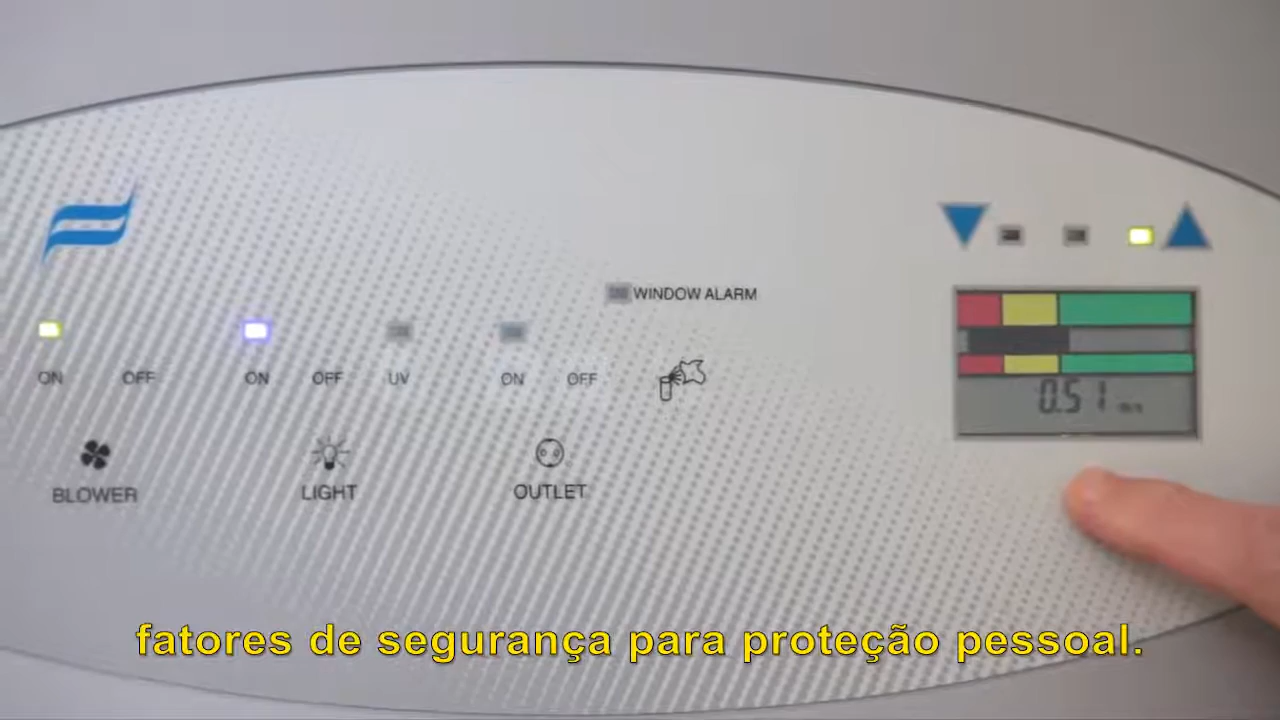 WINDOW ALARM
ON OFF ON OFF UV ON OFF
0.51
BLOWER LIGHT OUTLET
fatores de segurança para proteção pessoal.